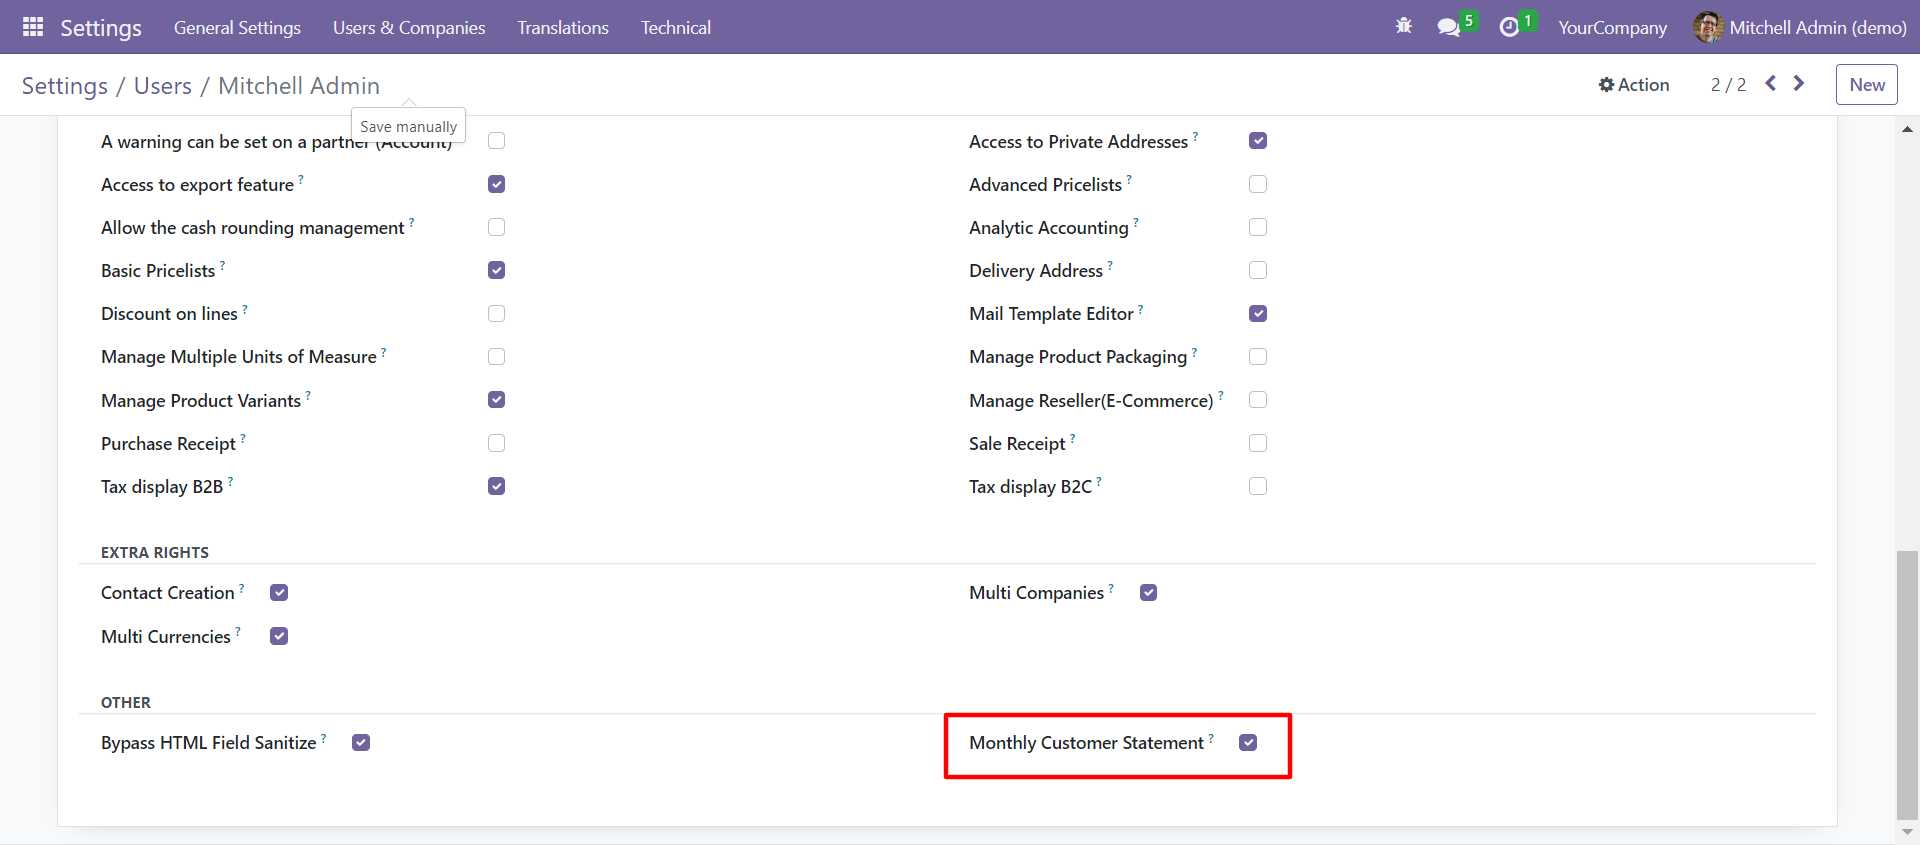 Settings General Settings Users & Companies Translations Technical 5 1 YourCompany Mitchell Admin (demo)
Settings / Users / Mitchell Admin Action 2 / 2 New
Save manually
A warning can be set on a partner (Account) Access to Private Addresses ?
Access to export feature ? Advanced Pricelists ?
Allow the cash rounding management ? Analytic Accounting ?
Basic Pricelists ? Delivery Address ?
Discount on lines ? Mail Template Editor ?
Manage Multiple Units of Measure ? Manage Product Packaging ?
Manage Product Variants ? Manage Reseller(E-Commerce) ?
Purchase Receipt ? Sale Receipt ?
Tax display B2B ? Tax display B2C ?
EXTRA RIGHTS
Contact Creation ? Multi Companies ?
Multi Currencies ?
OTHER
Bypass HTML Field Sanitize ? Monthly Customer Statement ?